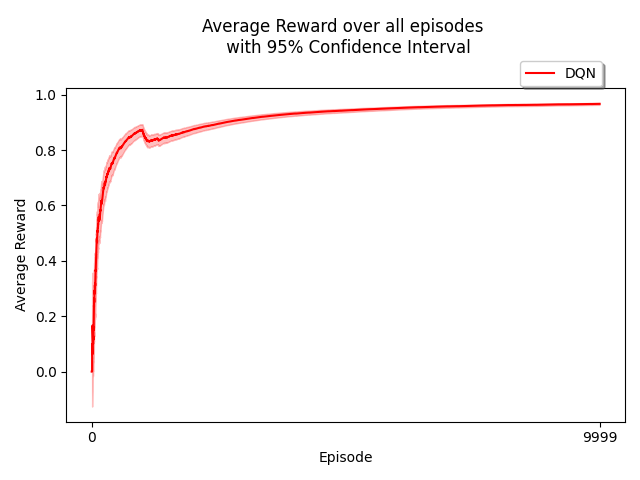 Average Reward over all episodes
with 95% Confidence Interval
DQN
1.0
0.8
0.6
0.4
0.2
0.0
Average Reward
0
9999
Episode